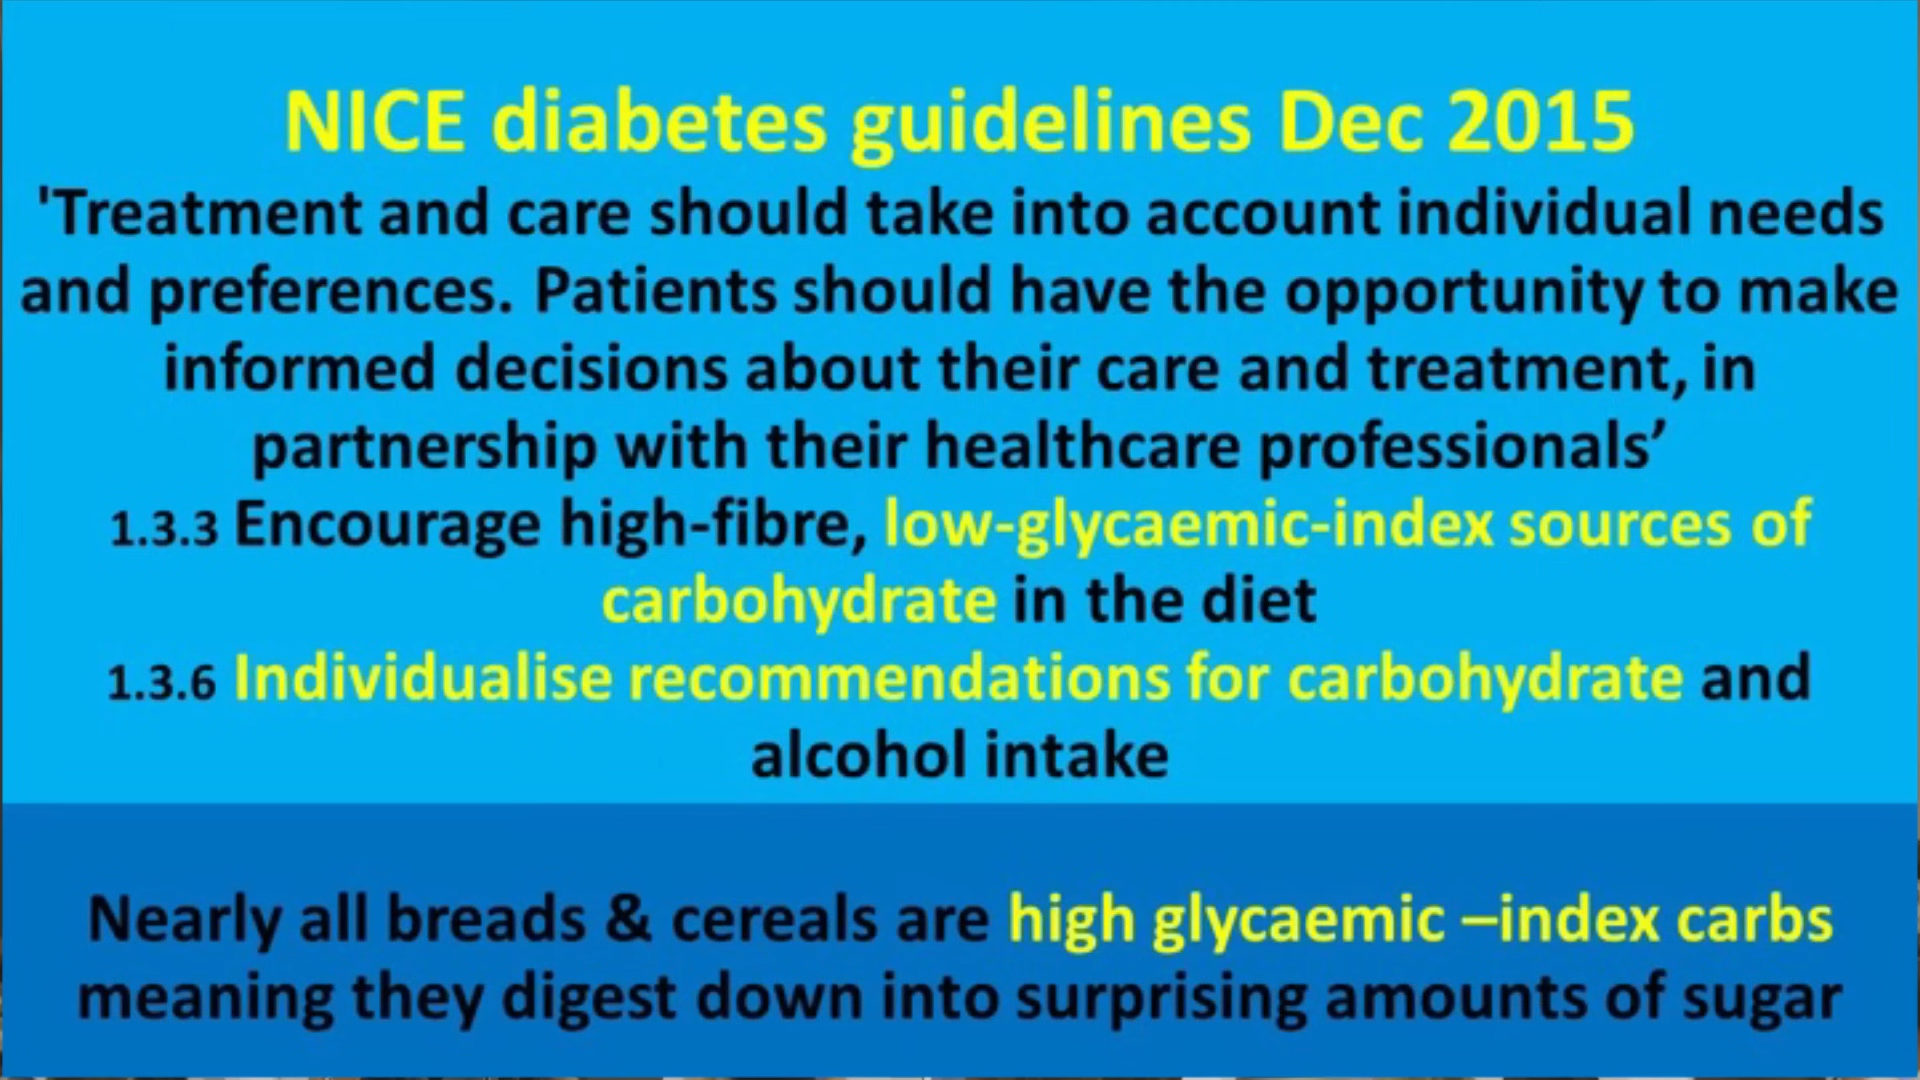 NICE diabetes guidelines Dec 2015
'Treatment and care should take into account individual needs
and preferences. Patients should have the opportunity to make
informed decisions about their care and treatment, in
partnership with their healthcare professionals’
1.3.3 Encourage high-fibre, low-glycaemic-index sources of
carbohydrate in the diet
1.3.6 Individualise recommendations for carbohydrate and
alcohol intake
Nearly all breads & cereals are high glycaemic –index carbs
meaning they digest down into surprising amounts of sugar